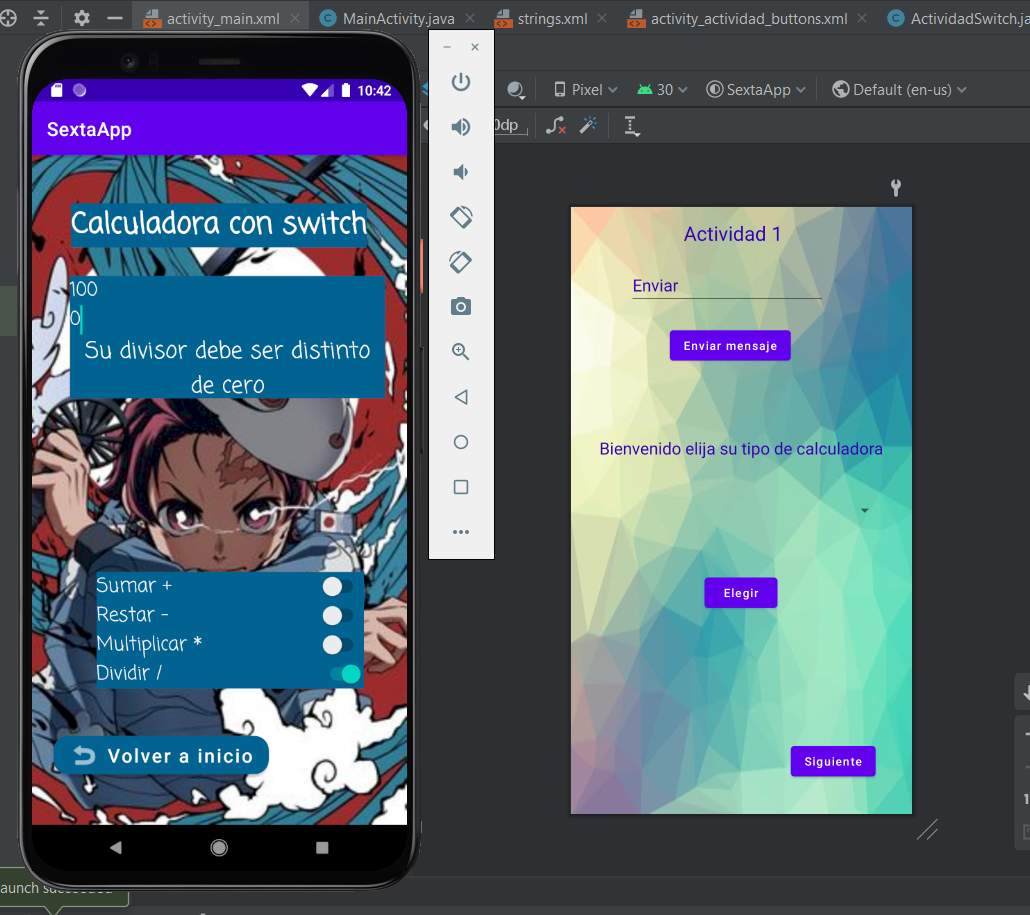 activity_main.xml
MainActivity.java
strings.xml
activity_actividad_buttons.xml
ActividadSwitch.ja
10:42
SextaApp
Pixel
30
SextaApp
Default (en-us)
0dp
Calculadora con switch
100
0
Su divisor debe ser distinto
de cero
Sumar +
Restar -
Multiplicar *
Dividir /
Volver a inicio
Actividad 1
Enviar
Enviar mensaje
Bienvenido elija su tipo de calculadora
Elegir
Siguiente